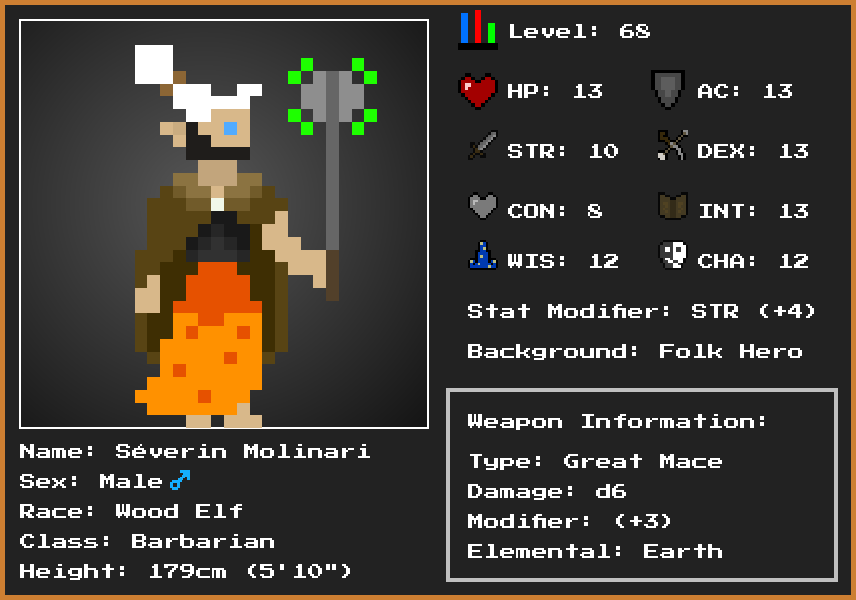 Level: 68
HP: 13 AC: 13
STR: 10 DEX: 13
CON: 8 INT: 13
WIS: 12 CHA: 12
Stat Modifier: STR (+4)
Background: Folk Hero
Weapon Information:
Type: Great Mace
Damage: d6
Modifier: (+3)
Elemental: Earth
Name: Séverin Molinari
Sex: Male♂
Race: Wood Elf
Class: Barbarian
Height: 179cm (5'10")